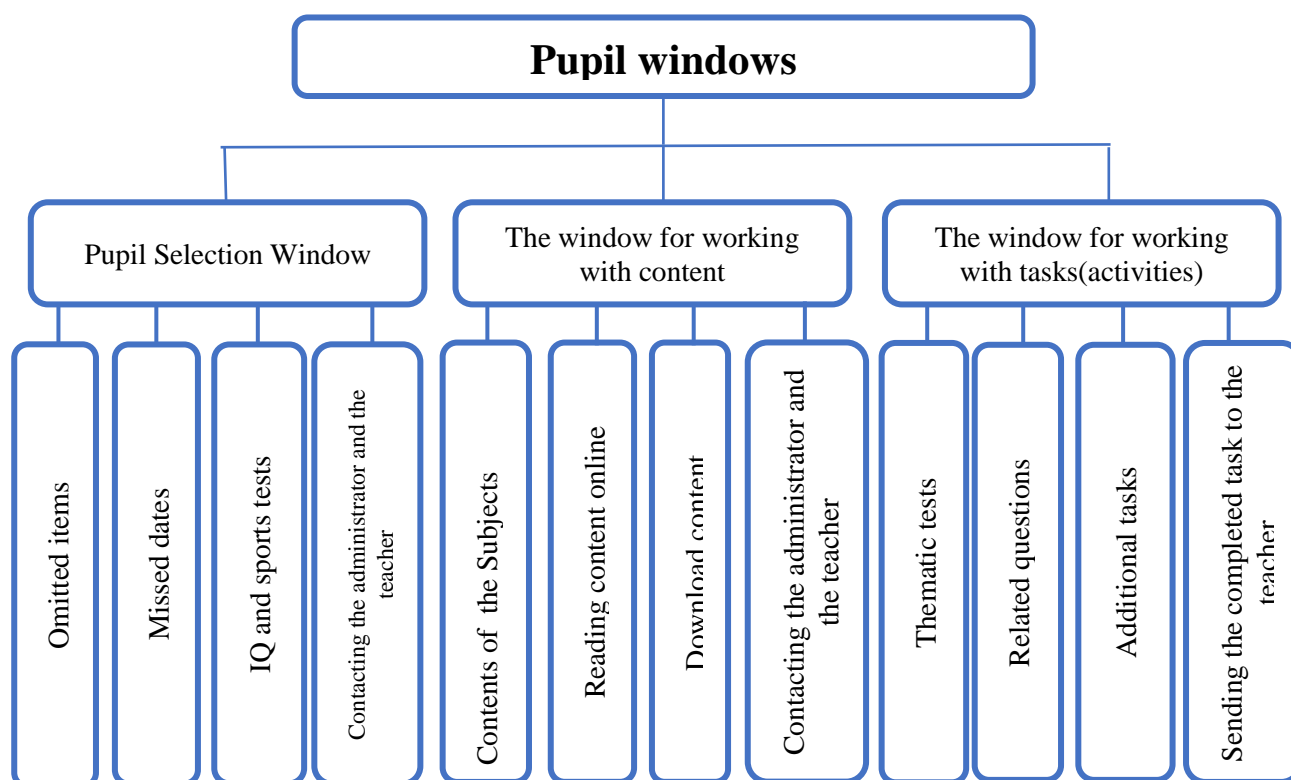 Pupil windows
Pupil Selection Window
The window for working
with content
The window for working
with tasks(activities)
Omitted items
Missed dates
IQ and sports tests
Contacting the administrator and the
teacher
Contents of the Subjects
Reading content online
Download content
Contacting the administrator and
the teacher
Thematic tests
Related questions
Additional tasks
Sending the completed task to the
teacher